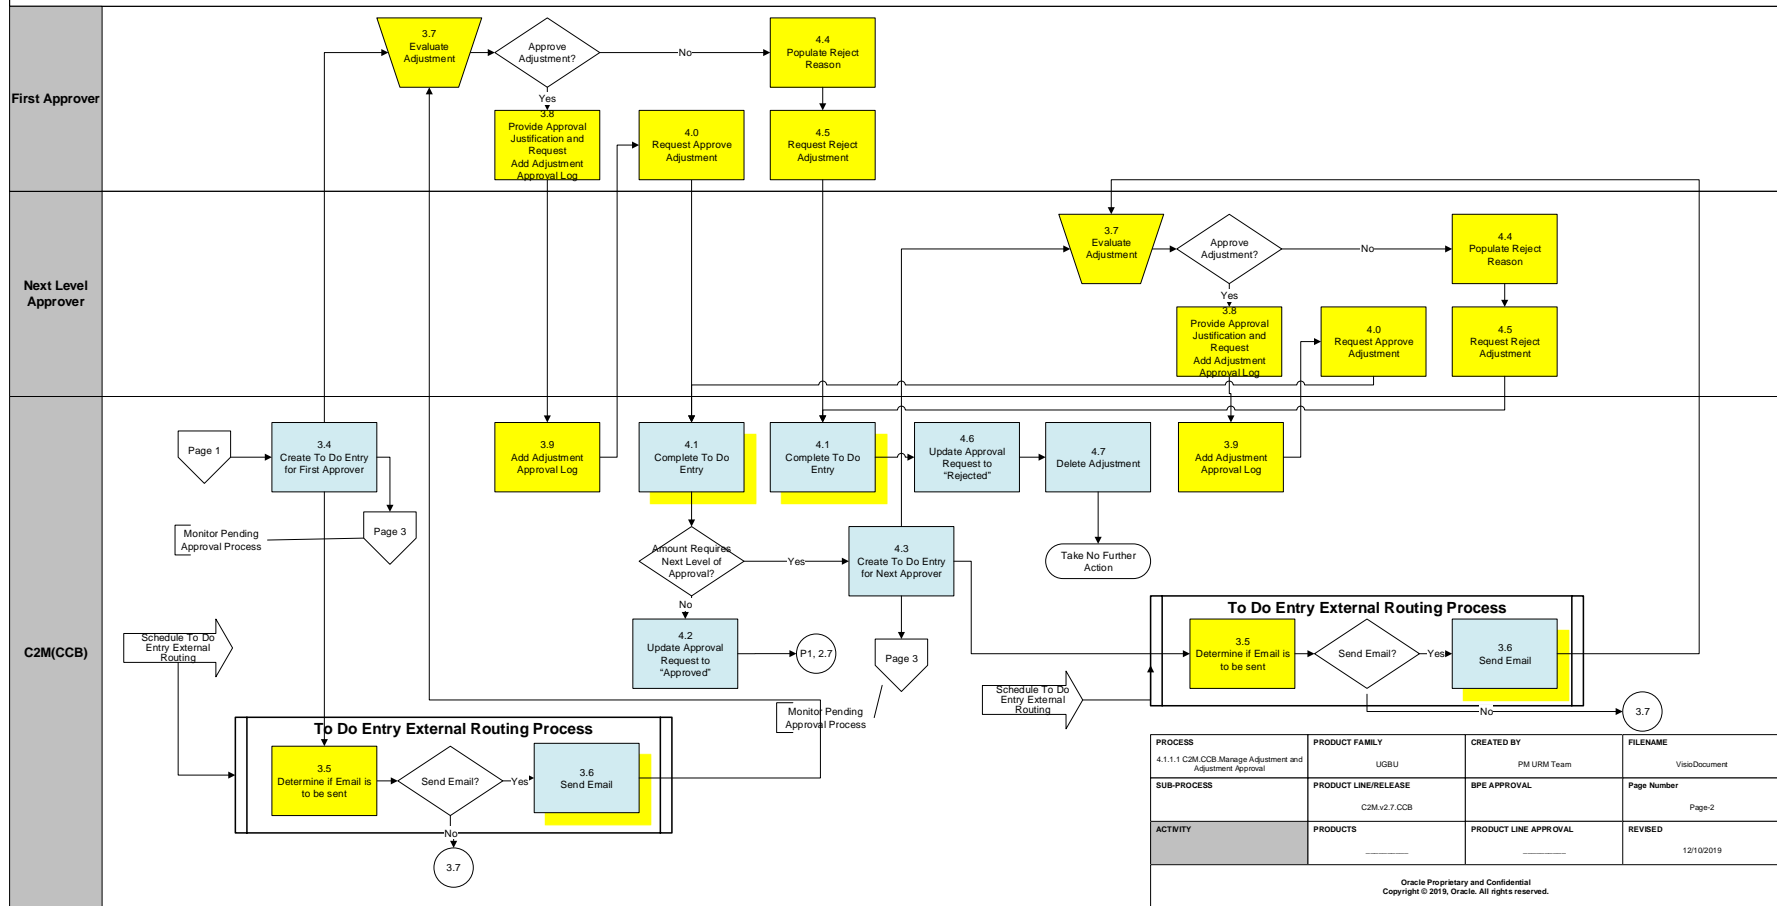 First Approver
3.7
Evaluate
Adjustment
Approve
Adjustment?
No
4.4
Populate Reject
Reason
Yes
3.8
Provide Approval
Justification and
Request
Add Adjustment
Approval Log
4.0
Request Approve
Adjustment
4.5
Request Reject
Adjustment
Next Level
Approver
3.7
Evaluate
Adjustment
Approve
Adjustment?
No
4.4
Populate Reject
Reason
Yes
3.8
Provide Approval
Justification and
Request
Add Adjustment
Approval Log
4.0
Request Approve
Adjustment
4.5
Request Reject
Adjustment
C2M(CCB)
Page 1
3.4
Create To Do Entry
for First Approver
3.9
Add Adjustment
Approval Log
4.1
Complete To Do
Entry
4.1
Complete To Do
Entry
4.6
Update Approval
Request to
“Rejected”
4.7
Delete Adjustment
3.9
Add Adjustment
Approval Log
Monitor Pending
Approval Process
Page 3
Amount Requires
Next Level of
Approval?
Yes
4.3
Create To Do Entry
for Next Approver
Take No Further
Action
No
4.2
Update Approval
Request to
“Approved”
P1, 2.7
Page 3
Monitor Pending
Approval Process
Schedule To Do
Entry External
Routing
To Do Entry External Routing Process
3.5
Determine if Email is
to be sent
Send Email?
Yes
3.6
Send Email
No
3.7
Schedule To Do
Entry External
Routing
To Do Entry External Routing Process
3.5
Determine if Email is
to be sent
Send Email?
Yes
3.6
Send Email
No
3.7
PROCESS
4.1.1.1 C2M.CCB.Manage Adjustment and
Adjustment Approval
PRODUCT FAMILY
UGBU
CREATED BY
PM URM Team
FILENAME
VisioDocument
SUB-PROCESS
PRODUCT LINE/RELEASE
C2M.v2.7.CCB
BPE APPROVAL
Page Number
Page-2
ACTIVITY
PRODUCTS
PRODUCT LINE APPROVAL
REVISED
12/10/2019
Oracle Proprietary and Confidential
Copyright © 2019, Oracle. All rights reserved.